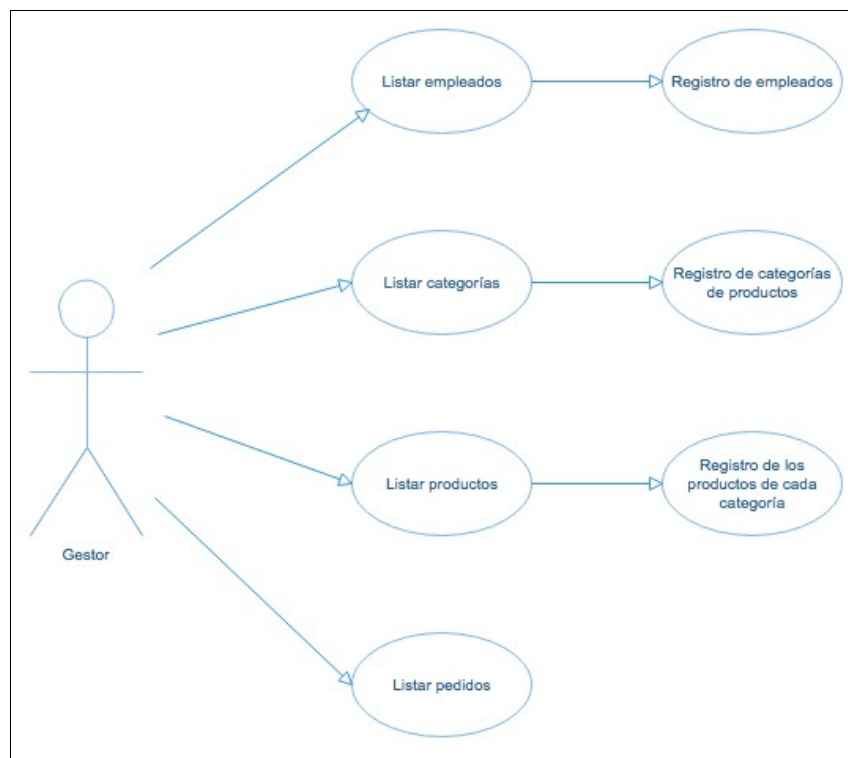 Listar empleados
Registro de empleados
Listar categorías
Registro de categorías
de productos
Listar productos
Registro de los
productos de cada
categoría
Gestor
Listar pedidos